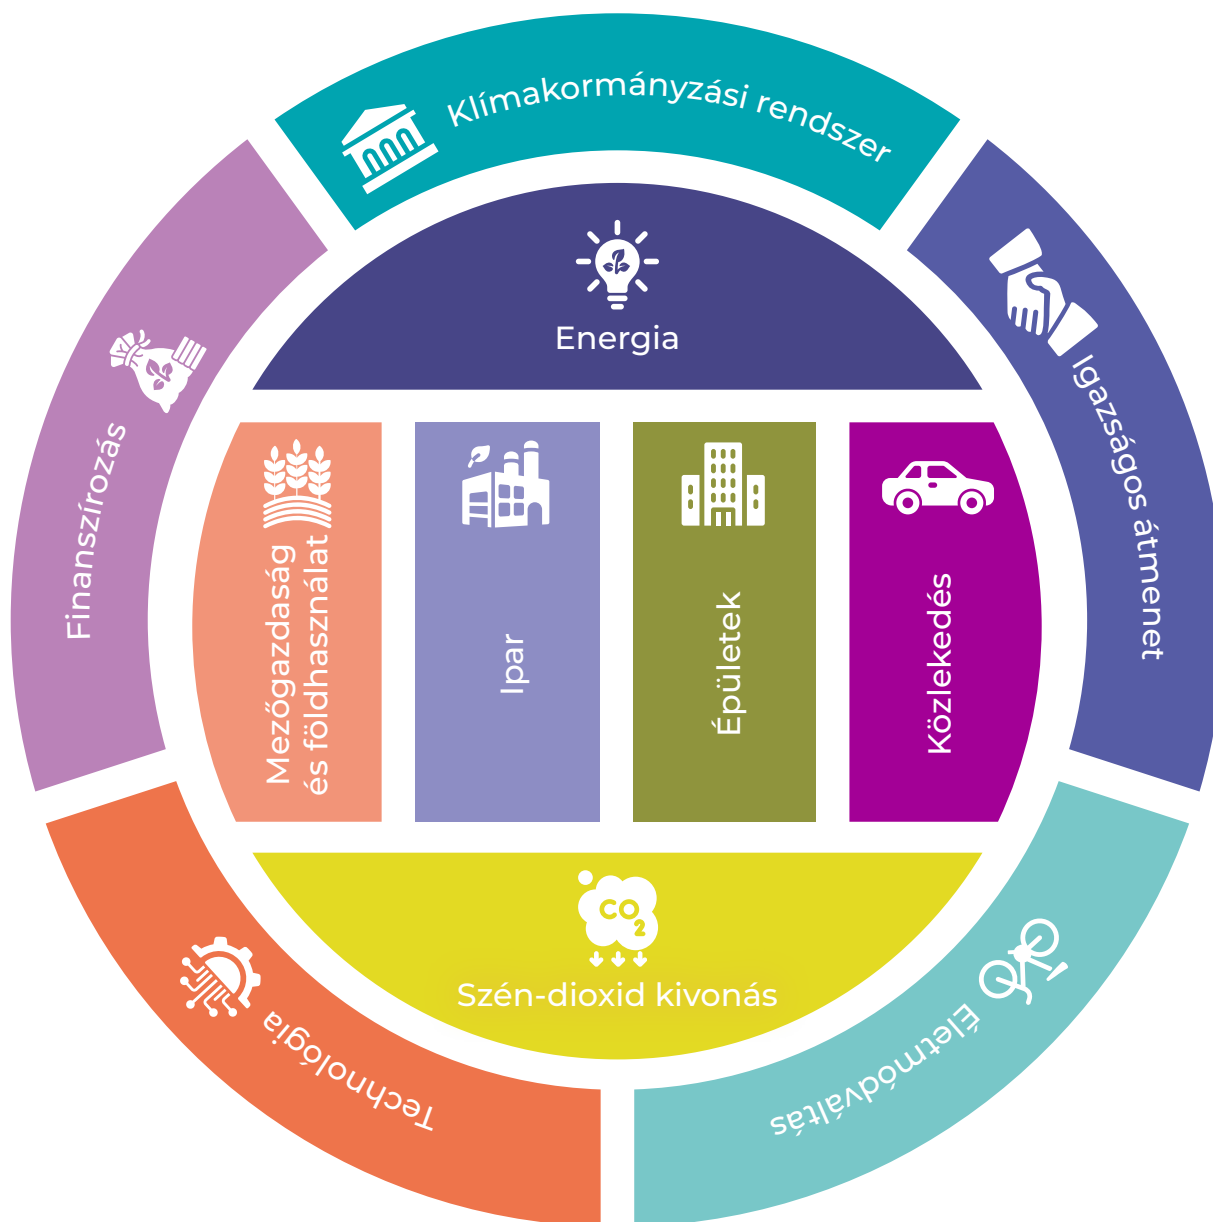 Klímakormányzási rendszer
Igazságos átmenet
Életmódváltás
Technológia
Finanszírozás
Energia
Mezőgazdaság
és földhasználat
Ipar
Épületek
Közlekedés
CO2
Szén-dioxid kivonás